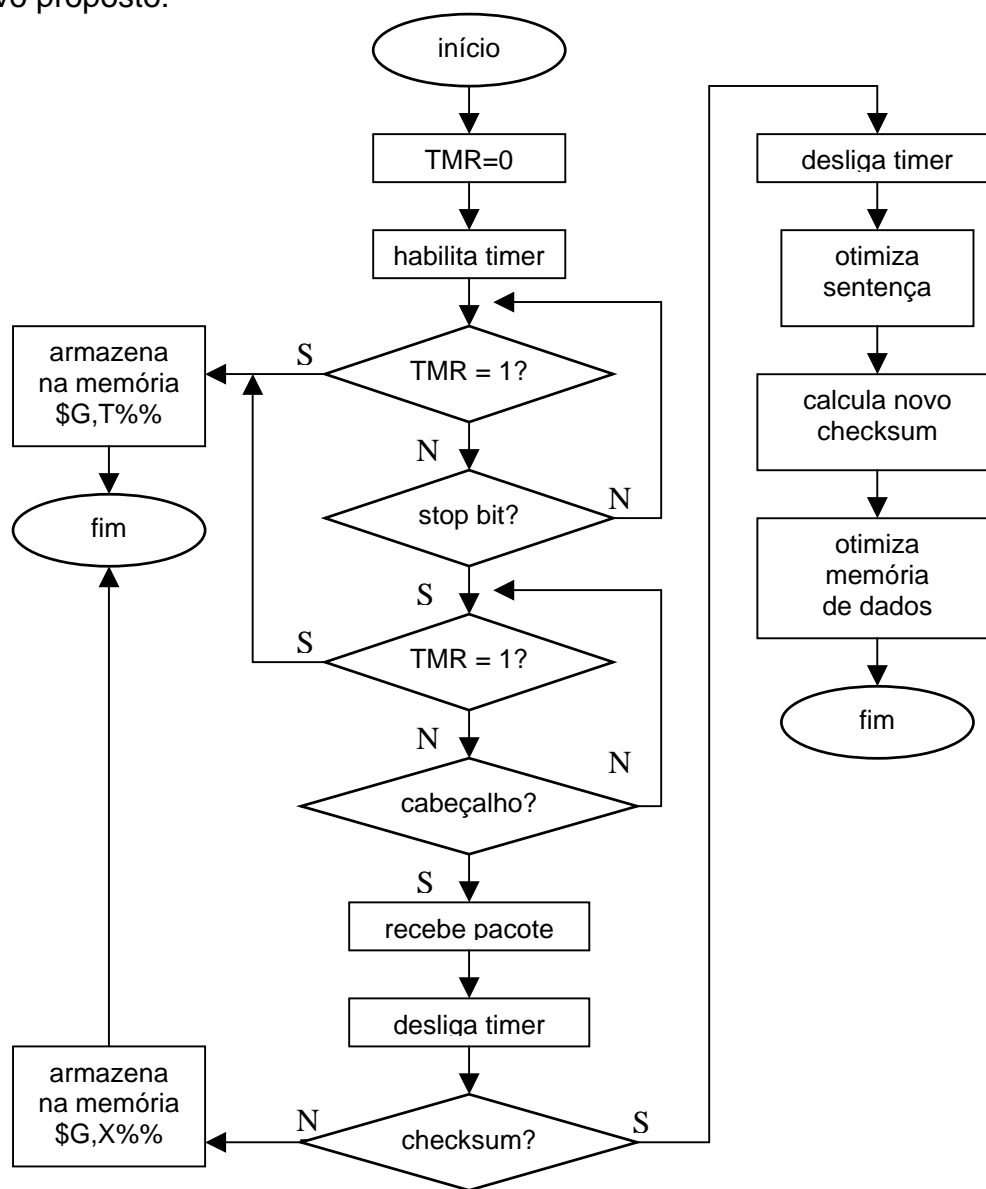 vo proposto.
início
TMR=0
habilita timer
TMR = 1?
S
armazena
na memória
$G,T%%
fim
N
stop bit?
N
S
TMR = 1?
S
N
cabeçalho?
N
S
recebe pacote
desliga timer
checksum?
N
armazena
na memória
$G,X%%
S
desliga timer
otimiza
sentença
calcula novo
checksum
otimiza
memória
de dados
fim